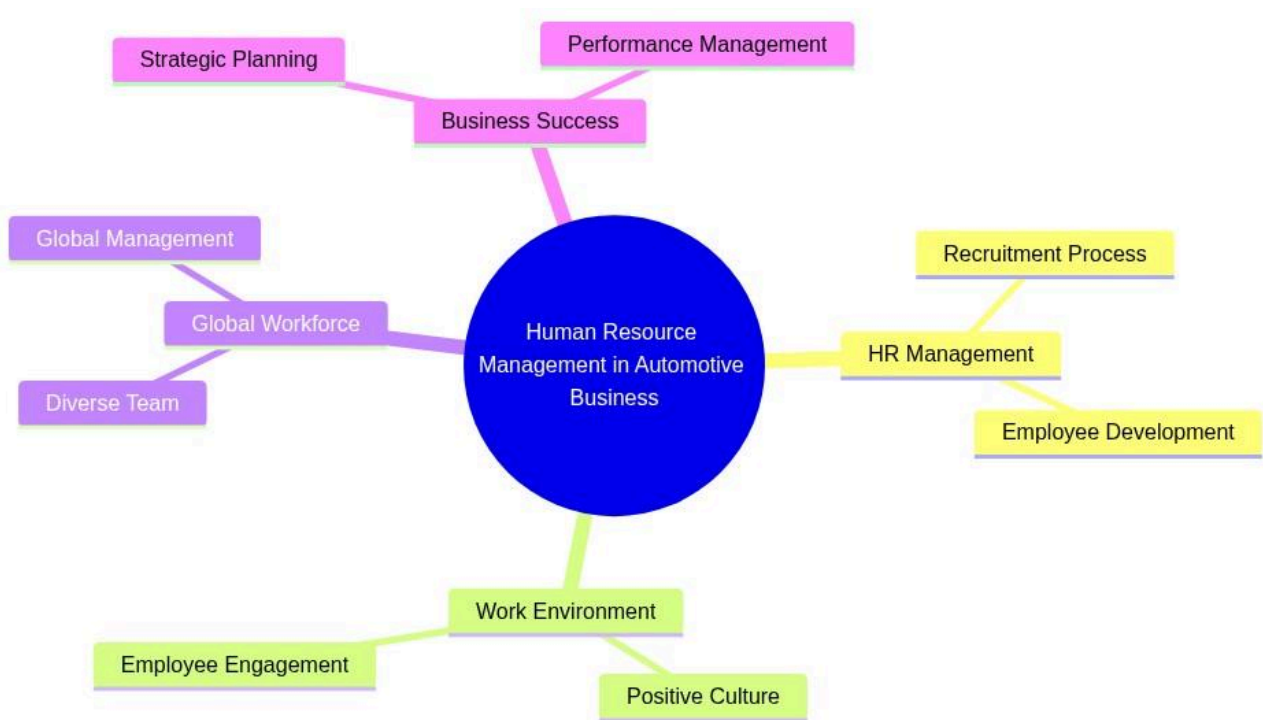 Strategic Planning
Performance Management
Business Success
Global Management
Global Workforce
Diverse Team
Human Resource
Management in Automotive
Business
Recruitment Process
HR Management
Employee Development
Work Environment
Employee Engagement
Positive Culture